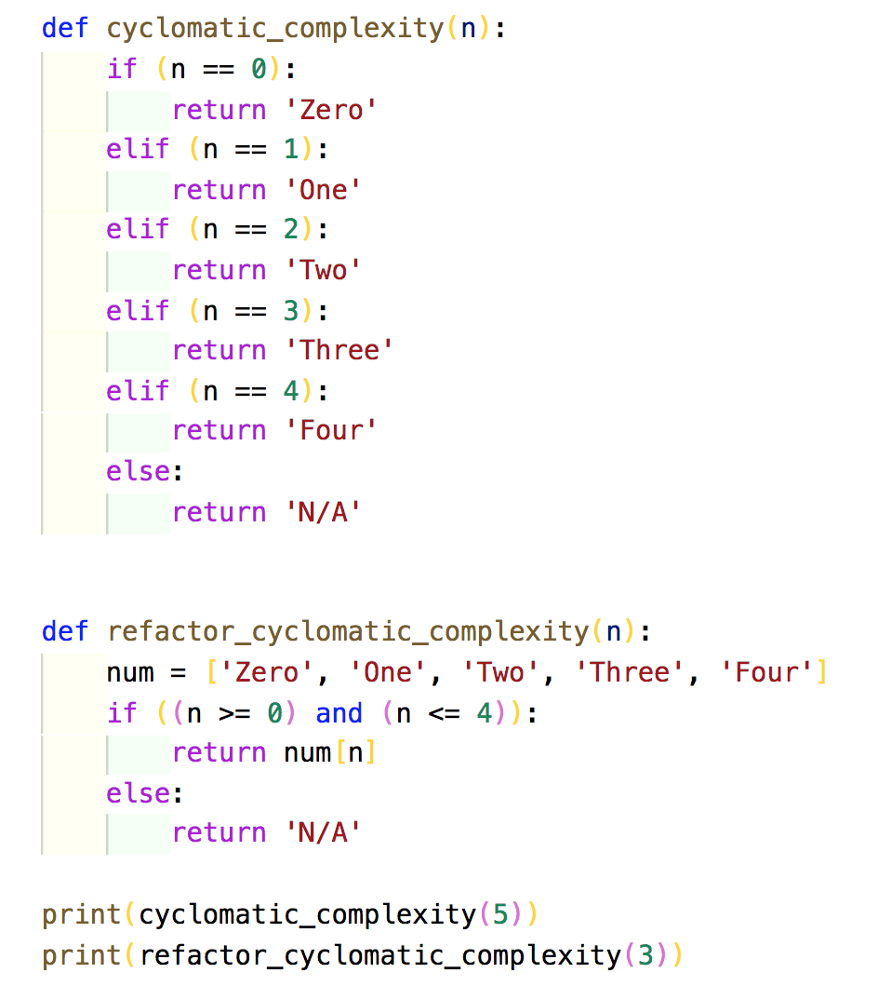 def cyclomatic_complexity(n):
    if (n == 0):
        return 'Zero'
    elif (n == 1):
        return 'One'
    elif (n == 2):
        return 'Two'
    elif (n == 3):
        return 'Three'
    elif (n == 4):
        return 'Four'
    else:
        return 'N/A'
def refactor_cyclomatic_complexity(n):
    num = ['Zero', 'One', 'Two', 'Three', 'Four']
    if ((n >= 0) and (n <= 4)):
        return num[n]
    else:
        return 'N/A'
print(cyclomatic_complexity(5))
print(refactor_cyclomatic_complexity(3))